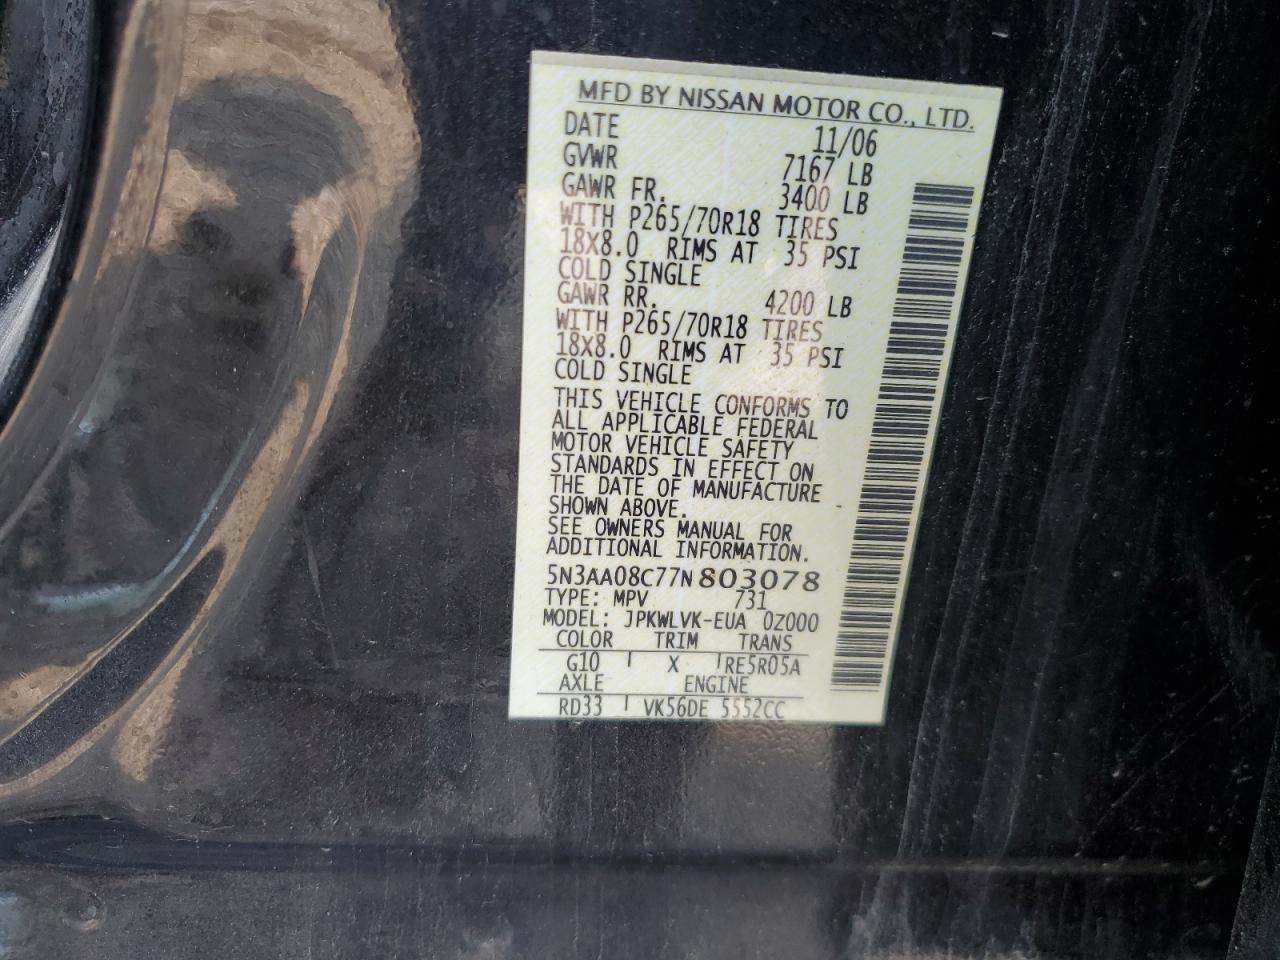 MFD BY NISSAN MOTOR CO., LTD.
DATE 11/06
GVWR 7167 LB
GAWR FR. 3400 LB
WITH P265/70R18 TIRES
18X8.0 RIMS AT 35 PSI
COLD SINGLE
GAWR RR. 4200 LB
WITH P265/70R18 TIRES
18X8.0 RIMS AT 35 PSI
COLD SINGLE
THIS VEHICLE CONFORMS TO
ALL APPLICABLE FEDERAL
MOTOR VEHICLE SAFETY
STANDARDS IN EFFECT ON
THE DATE OF MANUFACTURE
SHOWN ABOVE.
SEE OWNERS MANUAL FOR
ADDITIONAL INFORMATION.
5N3AA08C77N803078
TYPE: MPV 731
MODEL: JPKWLVK-EUA 0Z000
COLOR TRIM TRANS
G10 X RE5R05A
AXLE ENGINE
RD33 VK56DE 5552CC